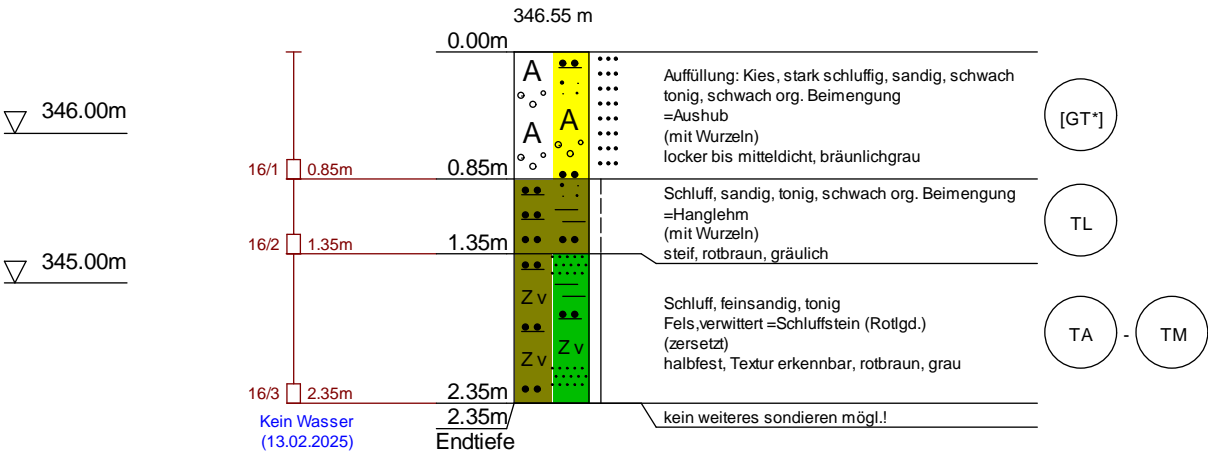 346.55 m
0.00m
346.00m
345.00m
16/1 0.85m
16/2 1.35m
16/3 2.35m
Kein Wasser
(13.02.2025)
0.85m
1.35m
2.35m
2.35m
Endtiefe
A
A
A
Z v
Z v
Z v
Auffüllung: Kies, stark schluffig, sandig, schwach
tonig, schwach org. Beimengung
=Aushub
(mit Wurzeln)
locker bis mitteldicht, bräunlichgrau
[GT*]
Schluff, sandig, tonig, schwach org. Beimengung
=Hanglehm
(mit Wurzeln)
steif, rotbraun, gräulich
TL
Schluff, feinsandig, tonig
Fels,verwittert =Schluffstein (Rotlgd.)
(zersetzt)
halbfest, Textur erkennbar, rotbraun, grau
TA - TM
kein weiteres sondieren mögl.!